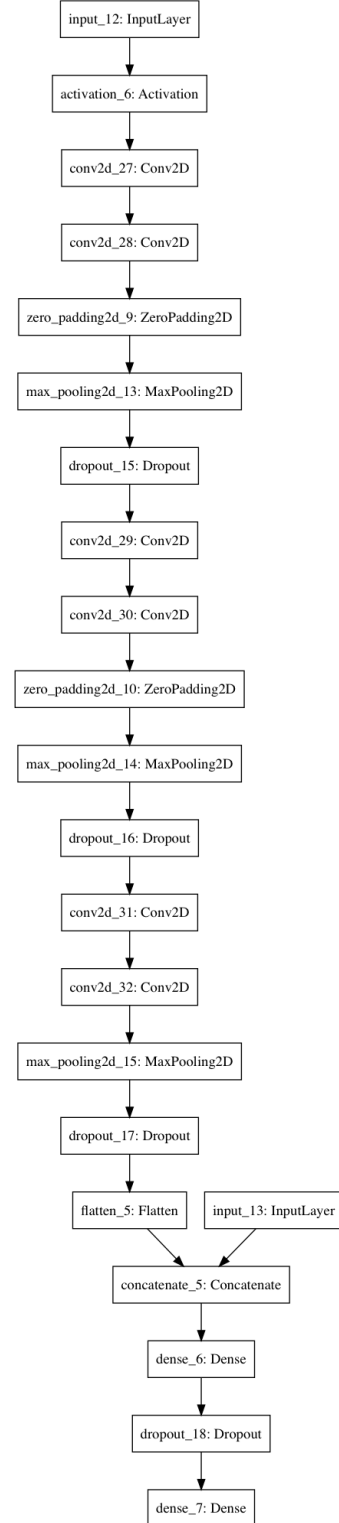 input_12: InputLayer
activation_6: Activation
conv2d_27: Conv2D
conv2d_28: Conv2D
zero_padding2d_9: ZeroPadding2D
max_pooling2d_13: MaxPooling2D
dropout_15: Dropout
conv2d_29: Conv2D
conv2d_30: Conv2D
zero_padding2d_10: ZeroPadding2D
max_pooling2d_14: MaxPooling2D
dropout_16: Dropout
conv2d_31: Conv2D
conv2d_32: Conv2D
max_pooling2d_15: MaxPooling2D
dropout_17: Dropout
flatten_5: Flatten
input_13: InputLayer
concatenate_5: Concatenate
dense_6: Dense
dropout_18: Dropout
dense_7: Dense